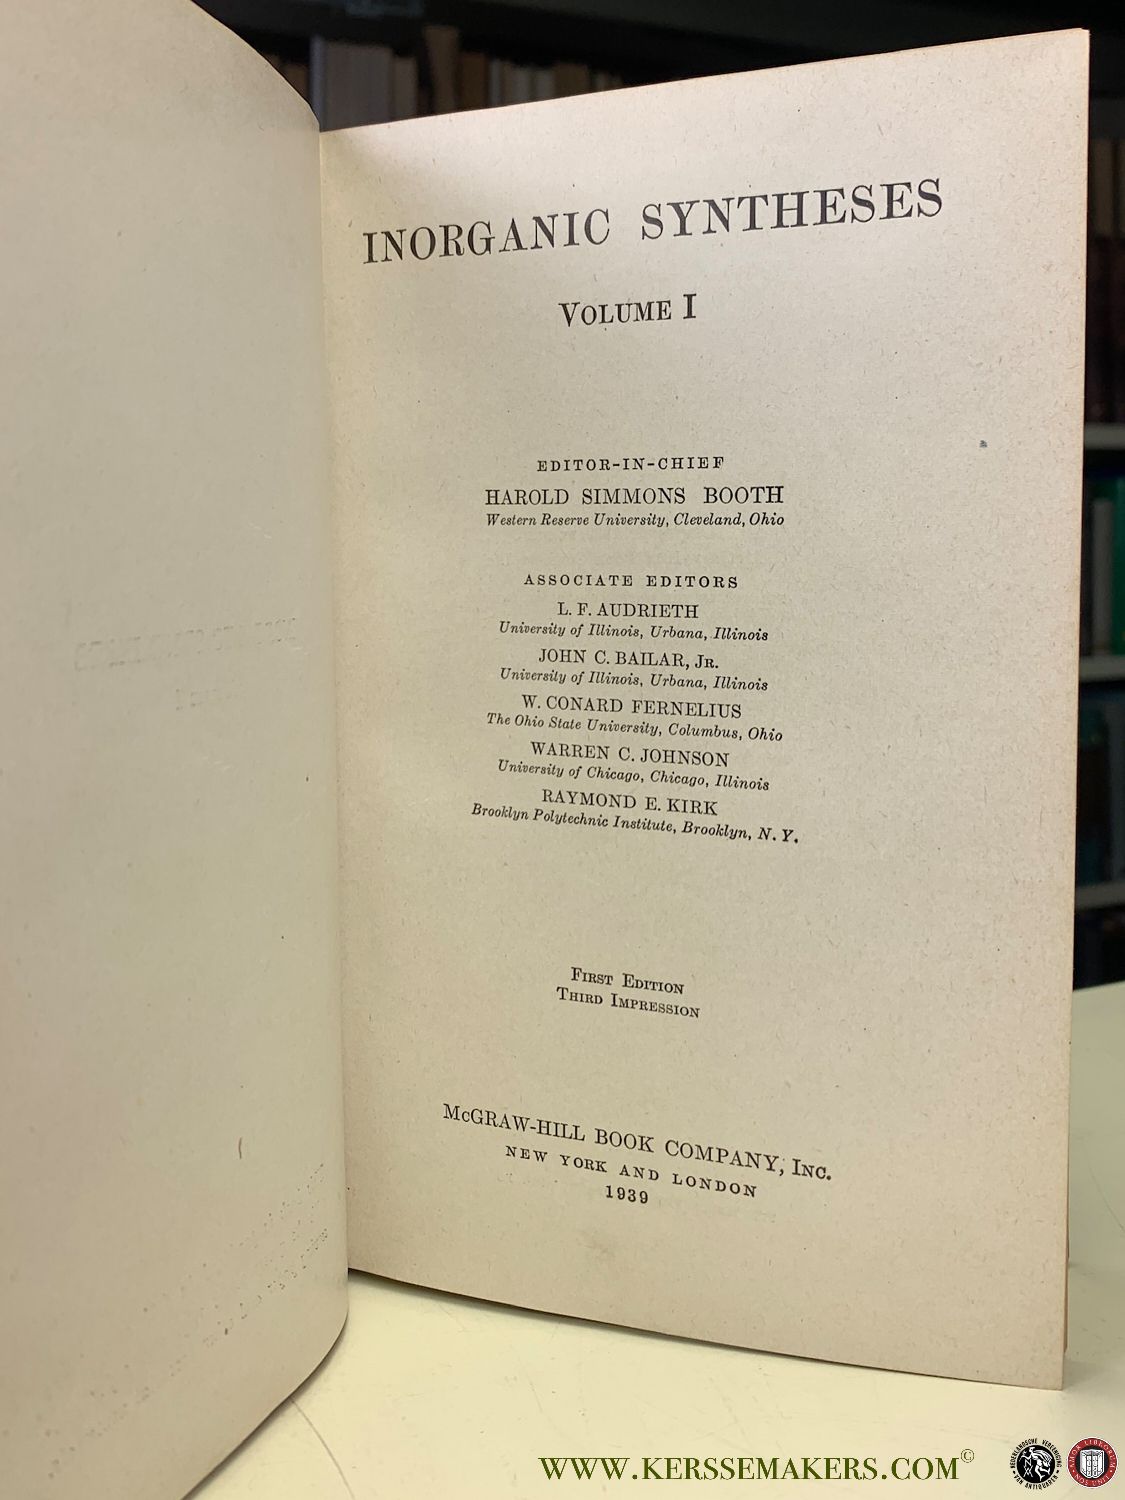 INORGANIC SYNTHESES
VOLUME I
EDITOR-IN-CHIEF
HAROLD SIMMONS BOOTH
Western Reserve University, Cleveland, Ohio
ASSOCIATE EDITORS
L. F. AUDRIETH
University of Illinois, Urbana, Illinois
JOHN C. BAILAR, JR.
University of Illinois, Urbana, Illinois
W. CONARD FERNELIUS
The Ohio State University, Columbus, Ohio
WARREN C. JOHNSON
University of Chicago, Chicago, Illinois
RAYMOND E. KIRK
Brooklyn Polytechnic Institute, Brooklyn, N. Y.
FIRST EDITION
THIRD IMPRESSION
McGRAW-HILL BOOK COMPANY, INC.
NEW YORK AND LONDON
1939
WWW.KERSSEMAKERS.COM©